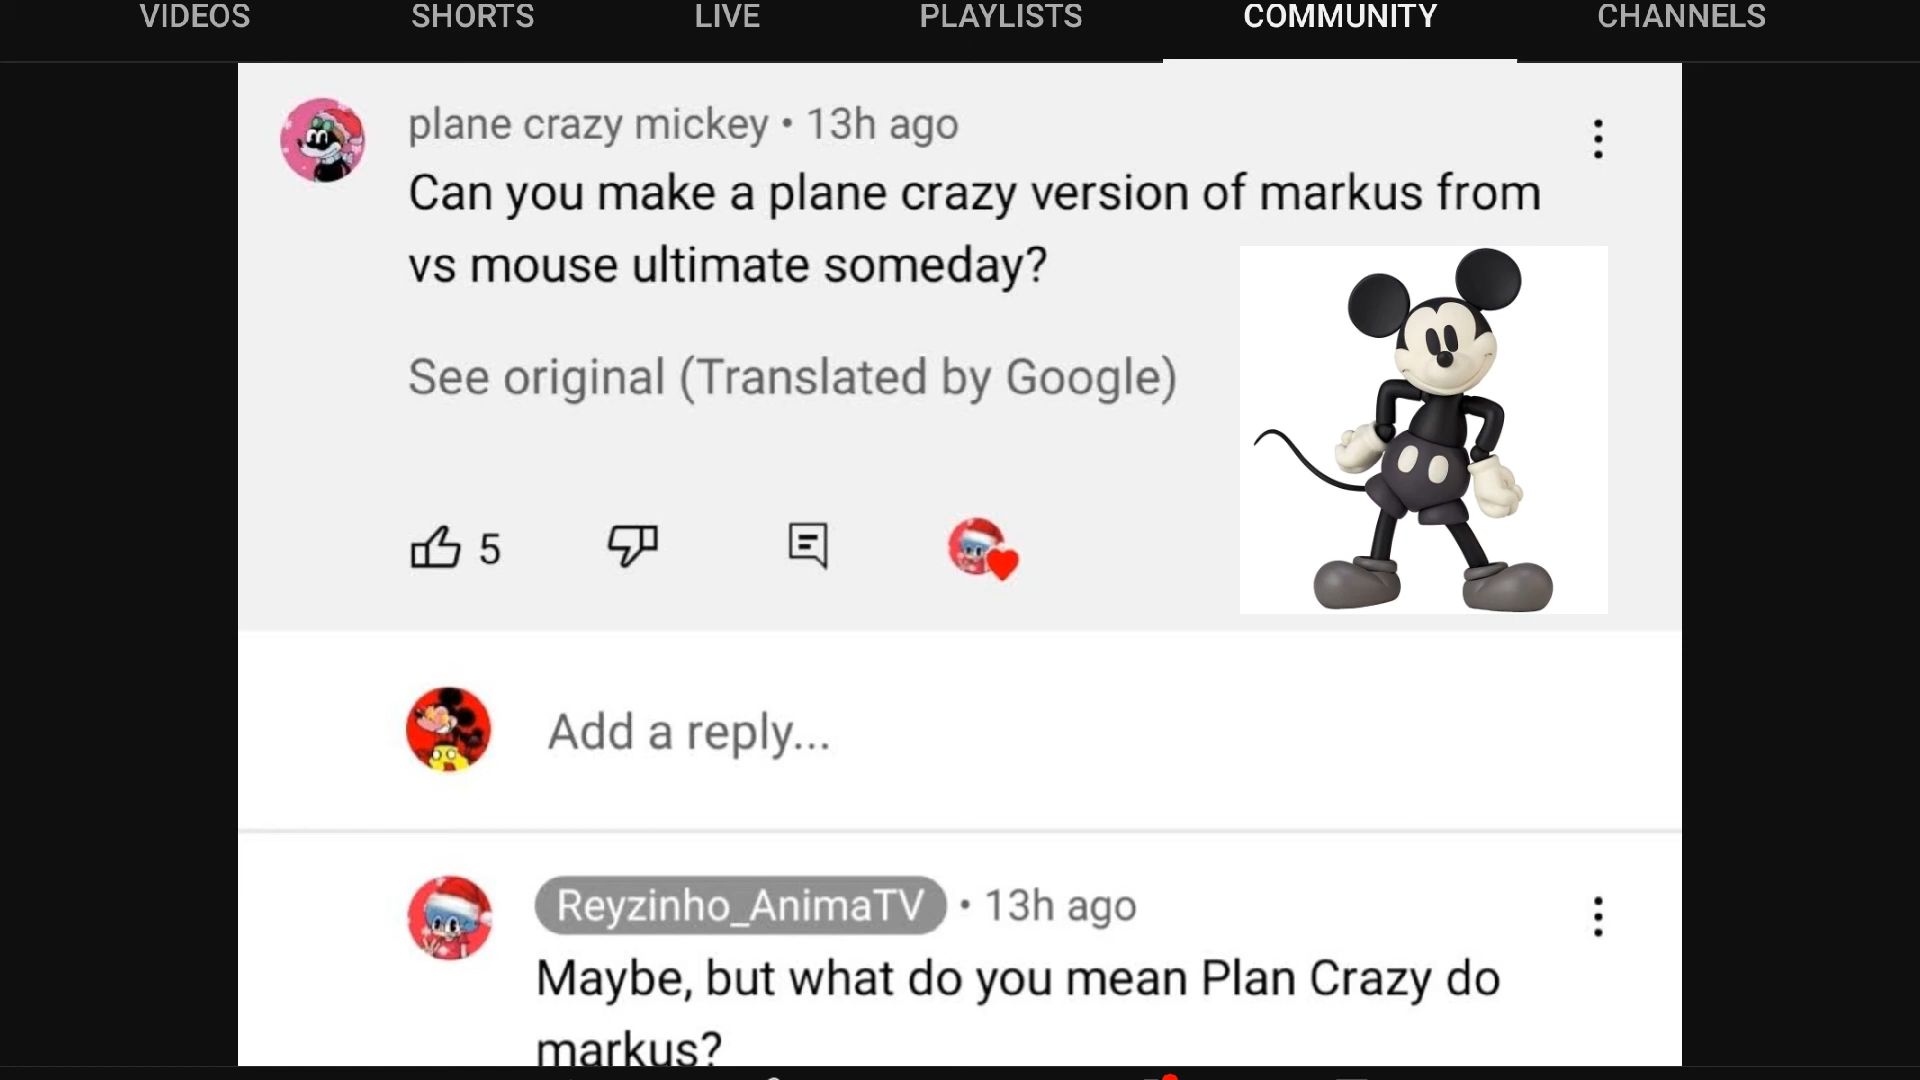 VIDEOS SHORTS LIVE PLAYLISTS COMMUNITY CHANNELS
plane crazy mickey • 13h ago
Can you make a plane crazy version of markus from
vs mouse ultimate someday?
See original (Translated by Google)
5
Add a reply...
Reyzinho_AnimaTV • 13h ago
Maybe, but what do you mean Plan Crazy do
markus?